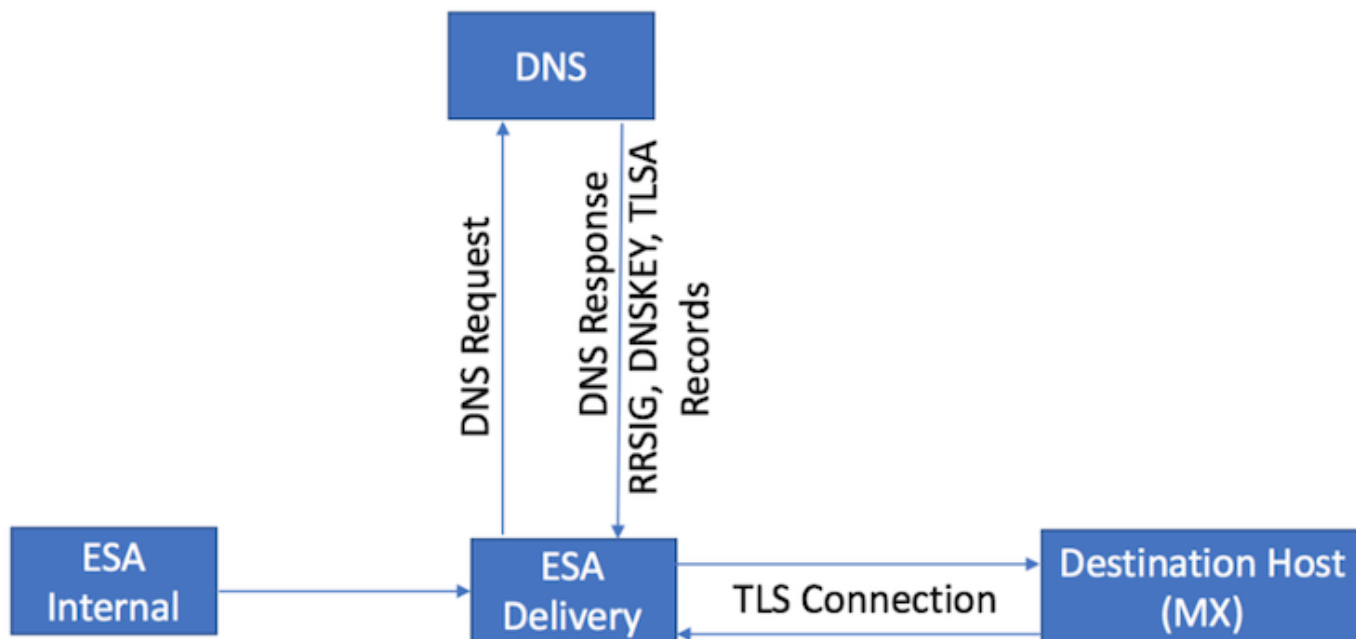 DNS
DNS Request
DNS Response
RRSIG, DNSKEY, TLSA
Records
ESA
Internal
ESA
Delivery
TLS Connection
Destination Host
(MX)